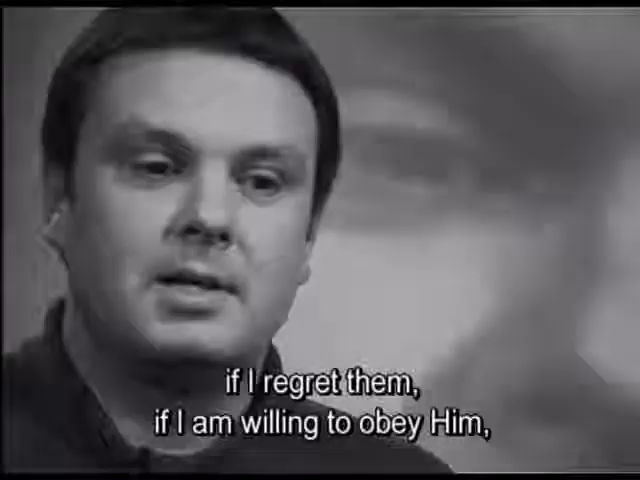 if I regret them,
if I am willing to obey Him,